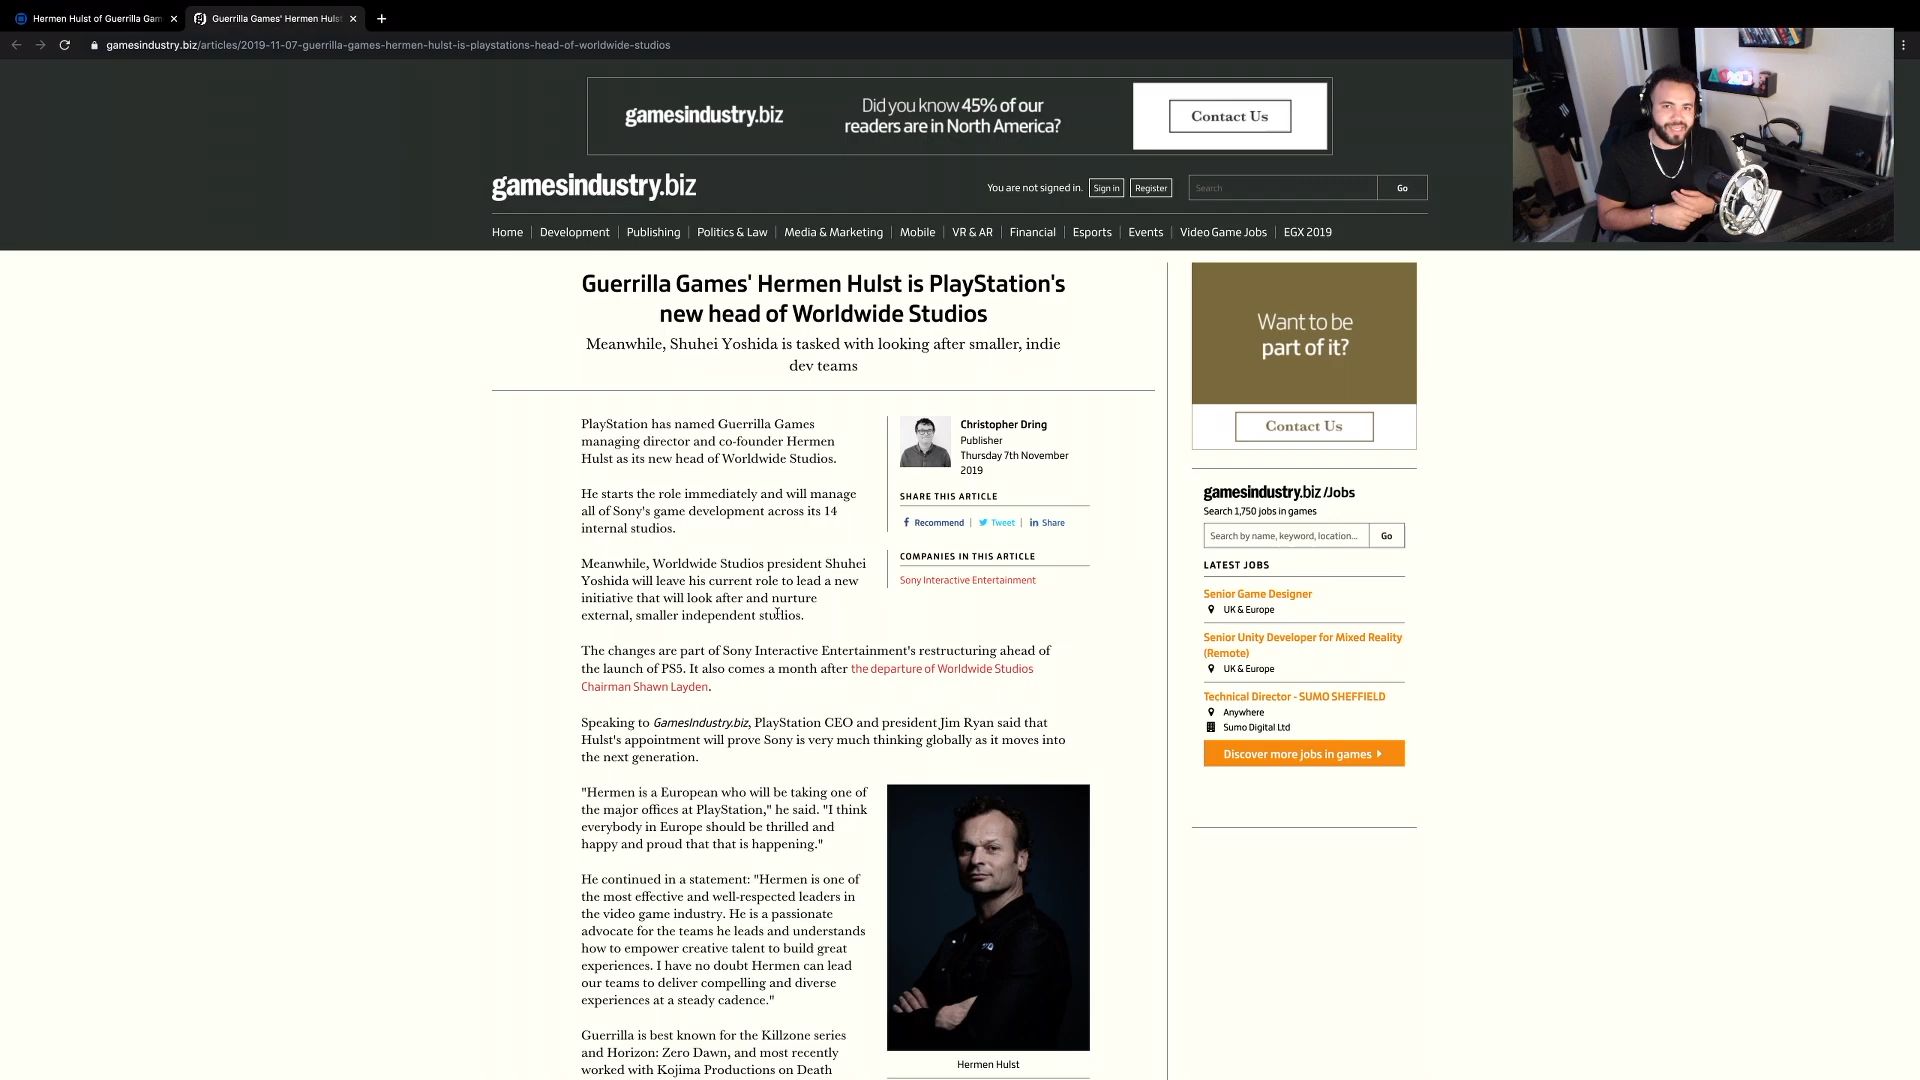 Hermen Hulst of Guerrilla Gam
Guerrilla Games' Hermen Hulst
gamesindustry.biz/articles/2019-11-07-guerrilla-games-hermen-hulst-is-playstations-head-of-worldwide-studios
gamesindustry.biz
Did you know 45% of our
readers are in North America?
Contact Us
gamesindustry.biz
You are not signed in. Sign in Register Search Go
Home Development Publishing Politics & Law Media & Marketing Mobile VR & AR Financial Esports Events Video Game Jobs EGX 2019
Guerrilla Games' Hermen Hulst is PlayStation's
new head of Worldwide Studios
Meanwhile, Shuhei Yoshida is tasked with looking after smaller, indie
dev teams
PlayStation has named Guerrilla Games
managing director and co-founder Hermen
Hulst as its new head of Worldwide Studios.
He starts the role immediately and will manage
all of Sony's game development across its 14
internal studios.
Meanwhile, Worldwide Studios president Shuhei
Yoshida will leave his current role to lead a new
initiative that will look after and nurture
external, smaller independent studios.
Christopher Dring
Publisher
Thursday 7th November
2019
SHARE THIS ARTICLE
Recommend | Tweet | Share
COMPANIES IN THIS ARTICLE
Sony Interactive Entertainment
The changes are part of Sony Interactive Entertainment's restructuring ahead of
the launch of PS5. It also comes a month after the departure of Worldwide Studios
Chairman Shawn Layden.
Speaking to GamesIndustry.biz, PlayStation CEO and president Jim Ryan said that
Hulst's appointment will prove Sony is very much thinking globally as it moves into
the next generation.
"Hermen is a European who will be taking one of
the major offices at PlayStation," he said. "I think
everybody in Europe should be thrilled and
happy and proud that that is happening."
He continued in a statement: "Hermen is one of
the most effective and well-respected leaders in
the video game industry. He is a passionate
advocate for the teams he leads and understands
how to empower creative talent to build great
experiences. I have no doubt Hermen can lead
our teams to deliver compelling and diverse
experiences at a steady cadence."
Guerrilla is best known for the Killzone series
and Horizon: Zero Dawn, and most recently
worked with Kojima Productions on Death
Hermen Hulst
Want to be
part of it?
Contact Us
gamesindustry.biz /Jobs
Search 1,750 jobs in games
Search by name, keyword, location... Go
LATEST JOBS
Senior Game Designer
UK & Europe
Senior Unity Developer for Mixed Reality
(Remote)
UK & Europe
Technical Director - SUMO SHEFFIELD
Anywhere
Sumo Digital Ltd
Discover more jobs in games